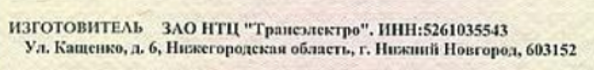 ИЗГОТОВИТЕЛЬ ЗАО НТЦ "Трансэлектро". ИНН:5261035543
Ул. Кащенко, д. 6, Нижегородская область, г. Нижний Новгород, 603152